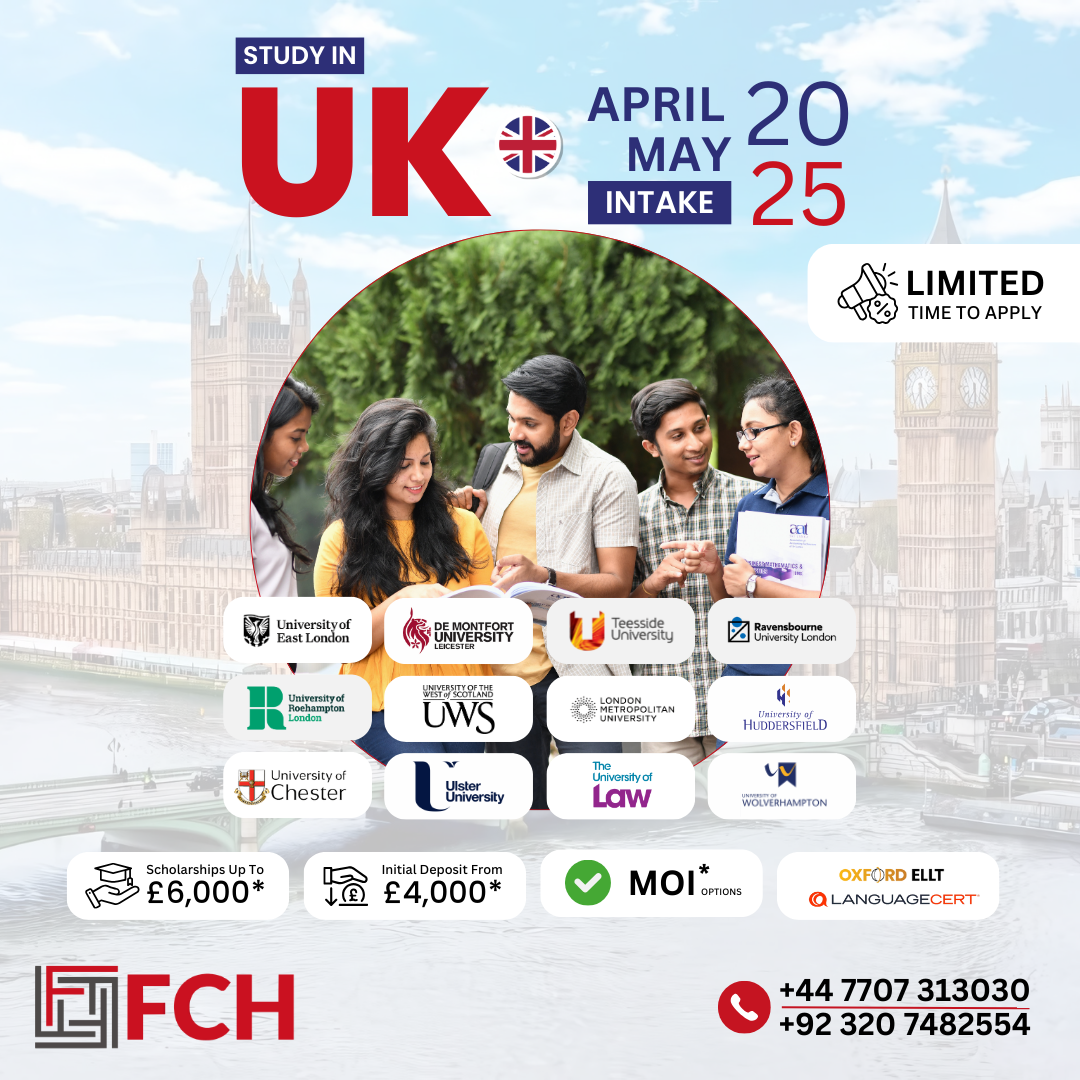 STUDY IN
UK
APRIL
MAY
INTAKE
20
25
LIMITED
TIME TO APPLY
aat
University of
East London
DE MONTFORT
UNIVERSITY
LEICESTER
Teesside
University
Ravensbourne
University London
University of
Roehampton
London
UNIVERSITY OF THE
WEST of SCOTLAND
UWS
LONDON
METROPOLITAN
UNIVERSITY
University of
HUDDERSFIELD
University of
Chester
Ulster
University
The
University of
Law
UNIVERSITY OF
WOLVERHAMPTON
Scholarships Up To
£6,000*
Initial Deposit From
£4,000*
MOI*
OPTIONS
OXFORD ELLT
LANGUAGECERT
FCH
+44 7707 313030
+92 320 7482554